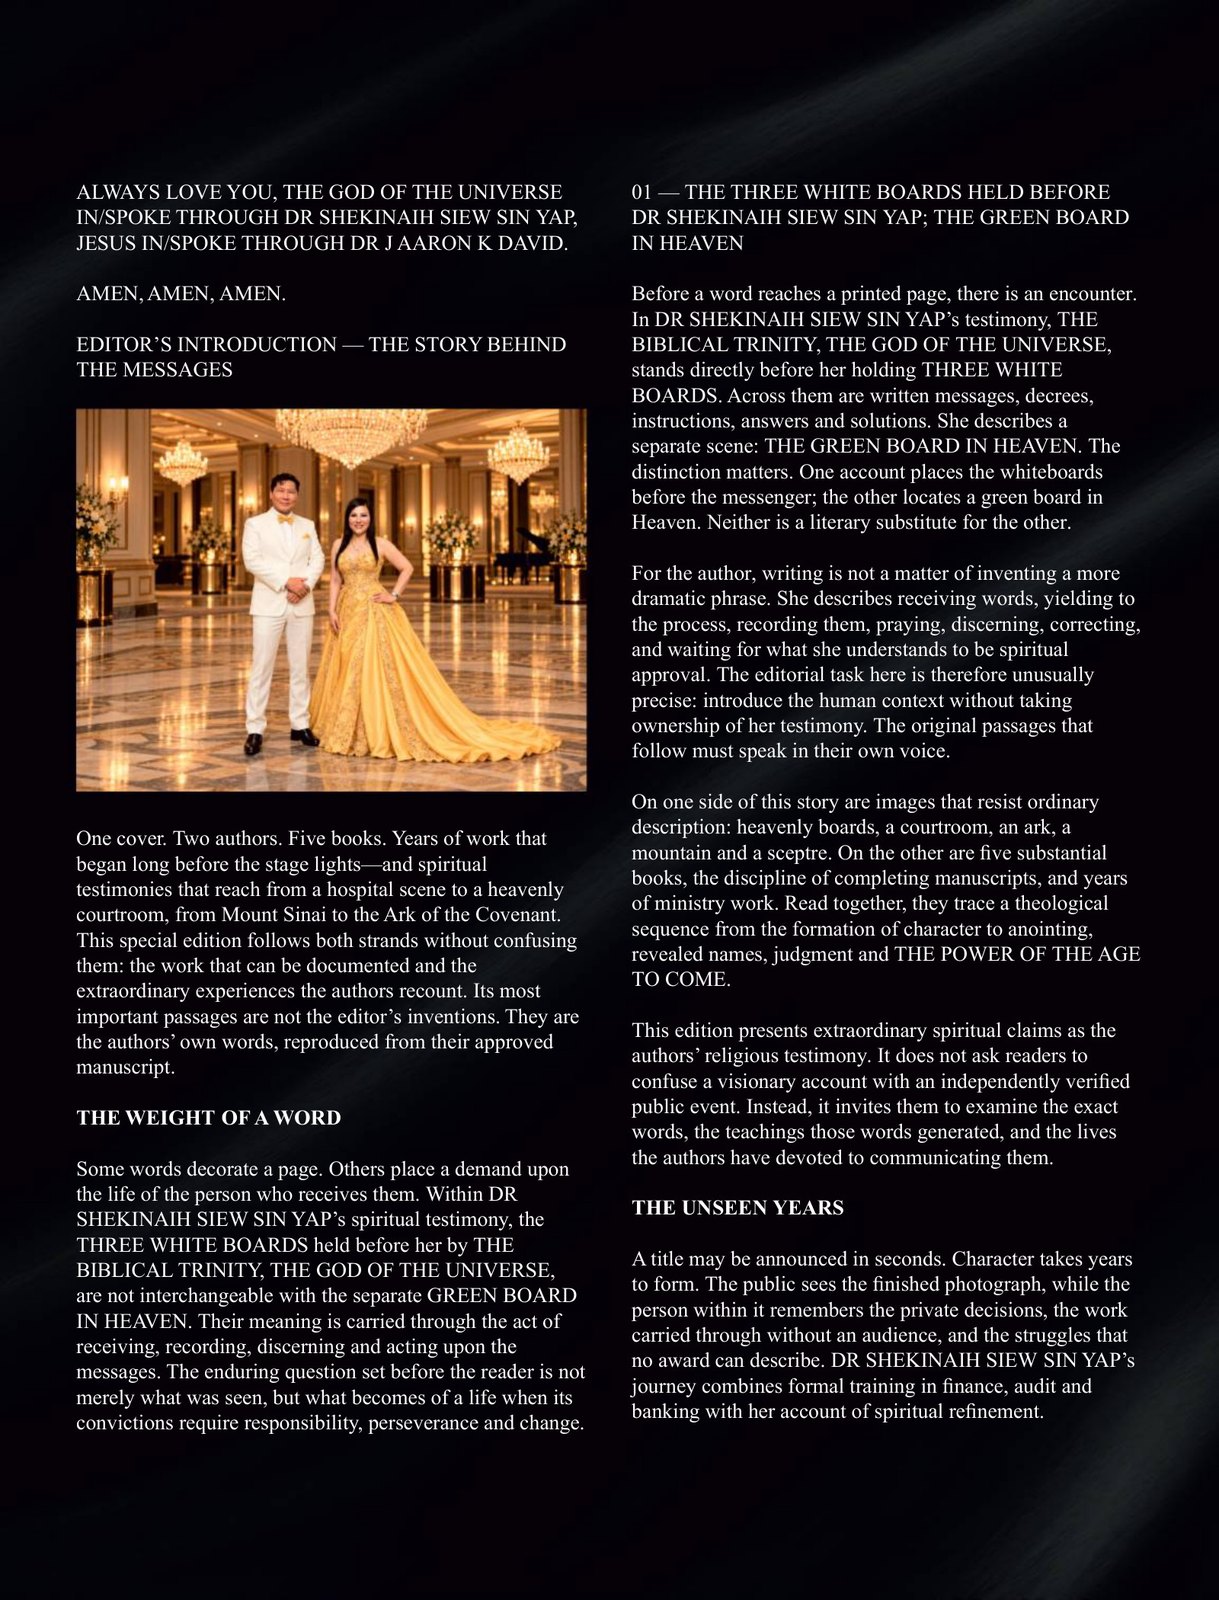 ALWAYS LOVE YOU, THE GOD OF THE UNIVERSE
IN/SPOKE THROUGH DR SHEKINAIH SIEW SIN YAP,
JESUS IN/SPOKE THROUGH DR J AARON K DAVID.
AMEN, AMEN, AMEN.
EDITOR’S INTRODUCTION — THE STORY BEHIND
THE MESSAGES
One cover. Two authors. Five books. Years of work that
began long before the stage lights—and spiritual
testimonies that reach from a hospital scene to a heavenly
courtroom, from Mount Sinai to the Ark of the Covenant.
This special edition follows both strands without confusing
them: the work that can be documented and the
extraordinary experiences the authors recount. Its most
important passages are not the editor’s inventions. They are
the authors’ own words, reproduced from their approved
manuscript.
THE WEIGHT OF A WORD
Some words decorate a page. Others place a demand upon
the life of the person who receives them. Within DR
SHEKINAIH SIEW SIN YAP’s spiritual testimony, the
THREE WHITE BOARDS held before her by THE
BIBLICAL TRINITY, THE GOD OF THE UNIVERSE,
are not interchangeable with the separate GREEN BOARD
IN HEAVEN. Their meaning is carried through the act of
receiving, recording, discerning and acting upon the
messages. The enduring question set before the reader is not
merely what was seen, but what becomes of a life when its
convictions require responsibility, perseverance and change.
01 — THE THREE WHITE BOARDS HELD BEFORE
DR SHEKINAIH SIEW SIN YAP; THE GREEN BOARD
IN HEAVEN
Before a word reaches a printed page, there is an encounter.
In DR SHEKINAIH SIEW SIN YAP’s testimony, THE
BIBLICAL TRINITY, THE GOD OF THE UNIVERSE,
stands directly before her holding THREE WHITE
BOARDS. Across them are written messages, decrees,
instructions, answers and solutions. She describes a
separate scene: THE GREEN BOARD IN HEAVEN. The
distinction matters. One account places the whiteboards
before the messenger; the other locates a green board in
Heaven. Neither is a literary substitute for the other.
For the author, writing is not a matter of inventing a more
dramatic phrase. She describes receiving words, yielding to
the process, recording them, praying, discerning, correcting,
and waiting for what she understands to be spiritual
approval. The editorial task here is therefore unusually
precise: introduce the human context without taking
ownership of her testimony. The original passages that
follow must speak in their own voice.
On one side of this story are images that resist ordinary
description: heavenly boards, a courtroom, an ark, a
mountain and a sceptre. On the other are five substantial
books, the discipline of completing manuscripts, and years
of ministry work. Read together, they trace a theological
sequence from the formation of character to anointing,
revealed names, judgment and THE POWER OF THE AGE
TO COME.
This edition presents extraordinary spiritual claims as the
authors’ religious testimony. It does not ask readers to
confuse a visionary account with an independently verified
public event. Instead, it invites them to examine the exact
words, the teachings those words generated, and the lives
the authors have devoted to communicating them.
THE UNSEEN YEARS
A title may be announced in seconds. Character takes years
to form. The public sees the finished photograph, while the
person within it remembers the private decisions, the work
carried through without an audience, and the struggles that
no award can describe. DR SHEKINAIH SIEW SIN YAP’s
journey combines formal training in finance, audit and
banking with her account of spiritual refinement.